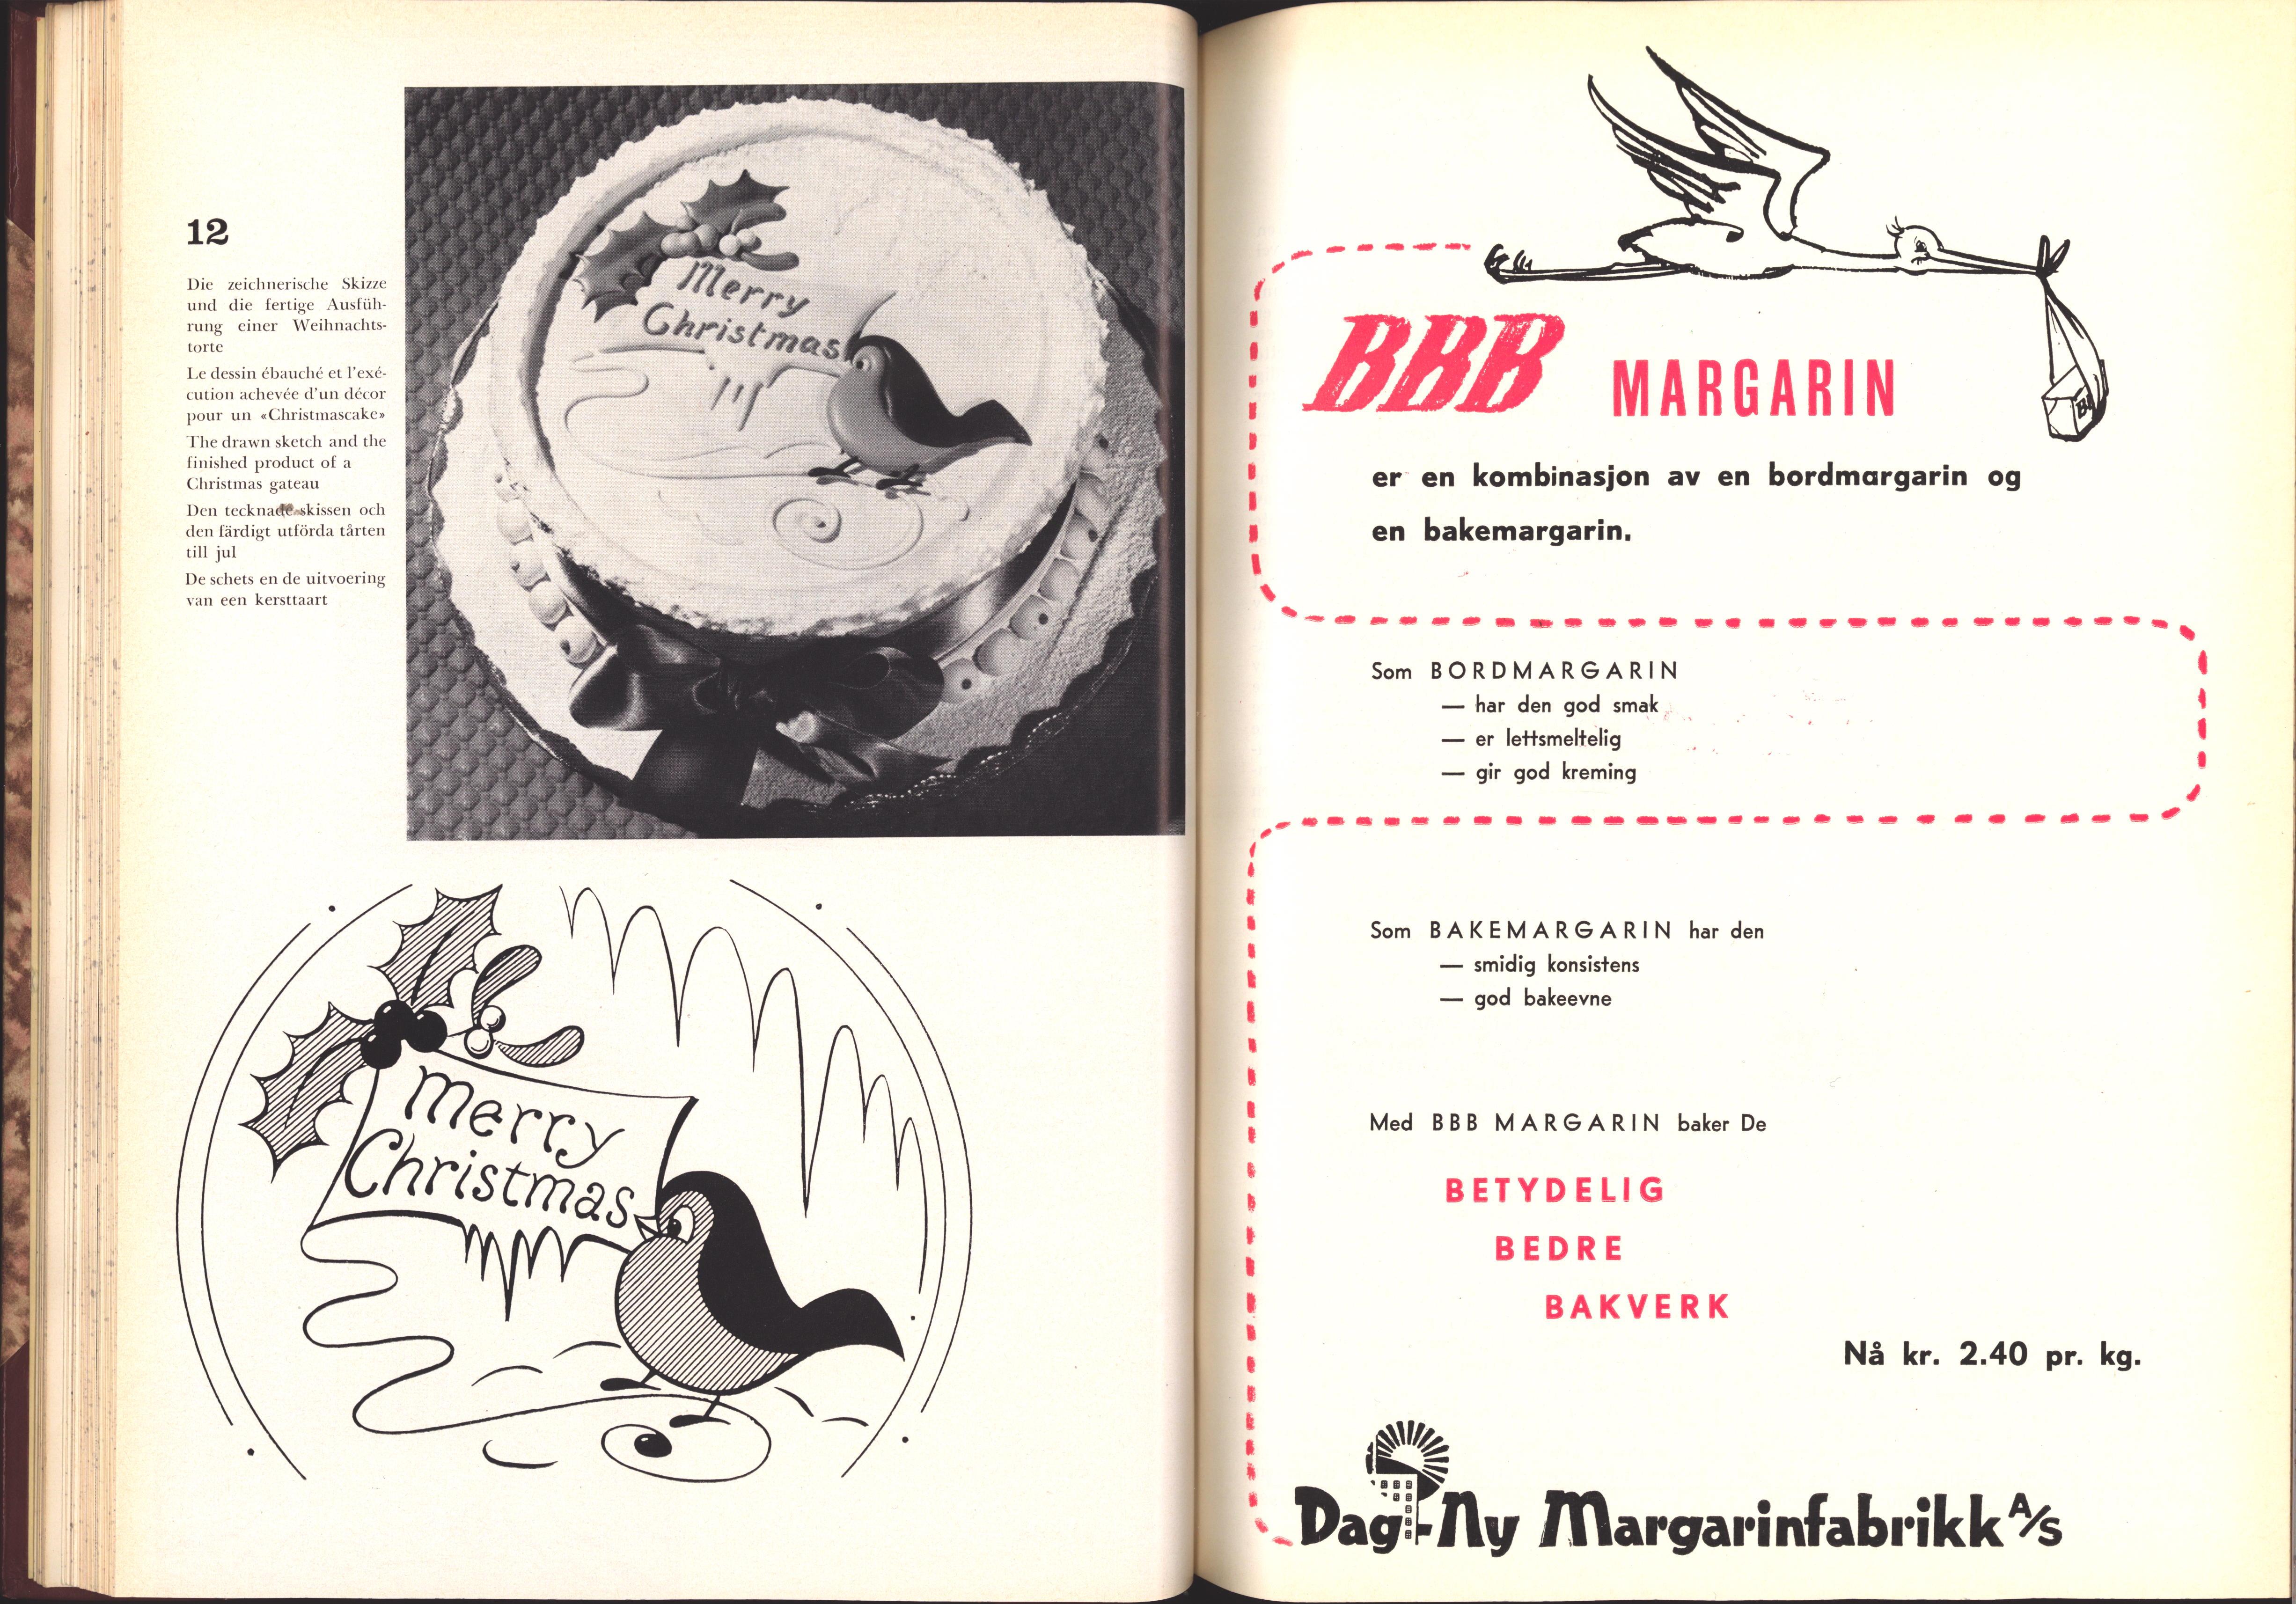 12
Die zeichnerische Skizze
und die fertige Ausfüh-
rung einer Weihnachts-
torte
Le dessin ébauché et l'exé-
cution achevée d'un décor
pour un «Christmascake»
The drawn sketch and the
finished product of a
Christmas gateau
Den tecknade skissen och
den färdigt utförda tårten
till jul
De schets en de uitvoering
van een kersttaart
Merry
Christmas
Merry
Christmas
BBB MARGARIN
er en kombinasjon av en bordmargarin og
en bakemargarin.
Som BORDMARGARIN
— har den god smak
— er lettsmeltelig
— gir god kreming
Som BAKEMARGARIN har den
— smidig konsistens
— god bakeevne
Med BBB MARGARIN baker De
BETYDELIG
BEDRE
BAKVERK
Nå kr. 2.40 pr. kg.
Dag-Ny Margarinfabrikk A/s